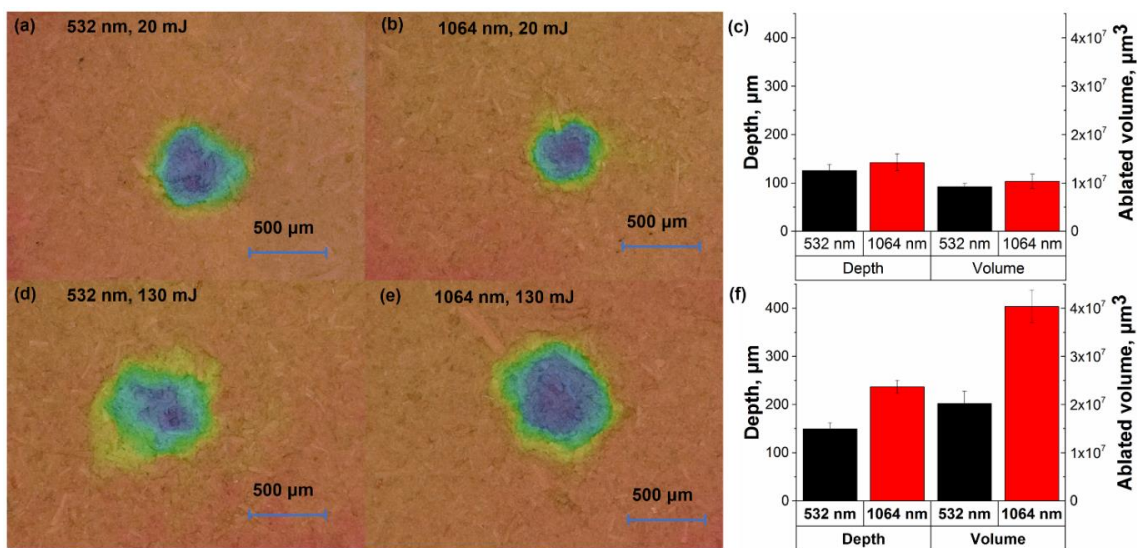 (a) 532 nm, 20 mJ
500 µm
(b) 1064 nm, 20 mJ
500 µm
(c)
Depth, µm
400
300
200
100
0
Ablated volume, µm³
4x10⁷
3x10⁷
2x10⁷
1x10⁷
0
532 nm 1064 nm 532 nm 1064 nm
Depth Volume
(d) 532 nm, 130 mJ
500 µm
(e) 1064 nm, 130 mJ
500 µm
(f)
Depth, µm
400
300
200
100
0
Ablated volume, µm³
4x10⁷
3x10⁷
2x10⁷
1x10⁷
0
532 nm 1064 nm 532 nm 1064 nm
Depth Volume